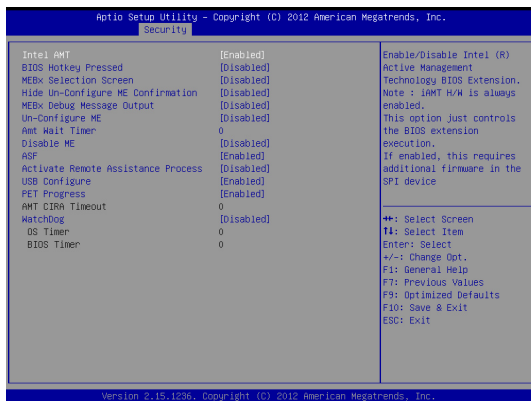 Aptio Setup Utility – Copyright (C) 2012 American Megatrends, Inc.
Security
Intel AMT [Enabled]
BIOS Hotkey Pressed [Disabled]
MEBx Selection Screen [Disabled]
Hide Un-Configure ME Confirmation [Disabled]
MEBx Debug Message Output [Disabled]
Un-Configure ME [Disabled]
Amt Wait Timer 0
Disable ME [Disabled]
ASF [Enabled]
Activate Remote Assistance Process [Disabled]
USB Configure [Enabled]
PET Progress [Enabled]
AMT CIRA Timeout 0
WatchDog [Disabled]
OS Timer 0
BIOS Timer 0
Enable/Disable Intel (R)
Active Management
Technology BIOS Extension.
Note : iAMT H/W is always
enabled.
This option just controls
the BIOS extension
execution.
If enabled, this requires
additional firmware in the
SPI device
→←: Select Screen
↑↓: Select Item
Enter: Select
+/-: Change Opt.
F1: General Help
F7: Previous Values
F9: Optimized Defaults
F10: Save & Exit
ESC: Exit
Version 2.15.1236. Copyright (C) 2012 American Megatrends, Inc.